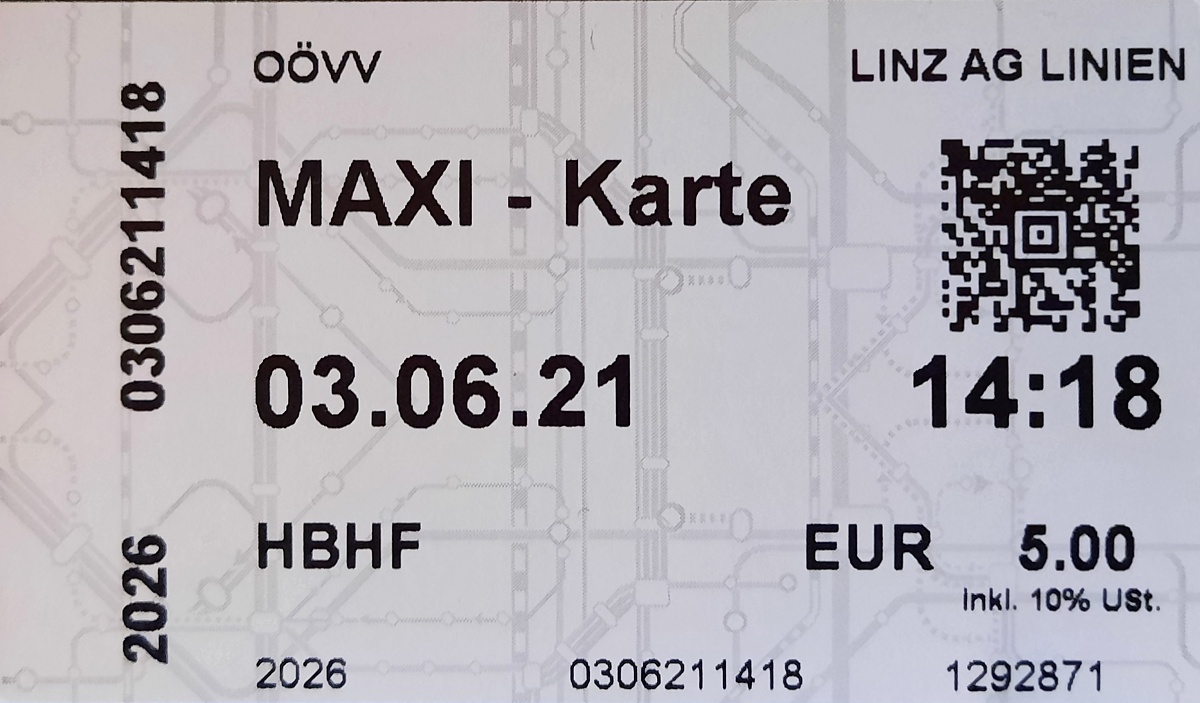 OÖVV
LINZ AG LINIEN
MAXI - Karte
03.06.21
14:18
HBHF
EUR 5.00
inkl. 10% USt.
2026
0306211418
1292871
2026 0306211418